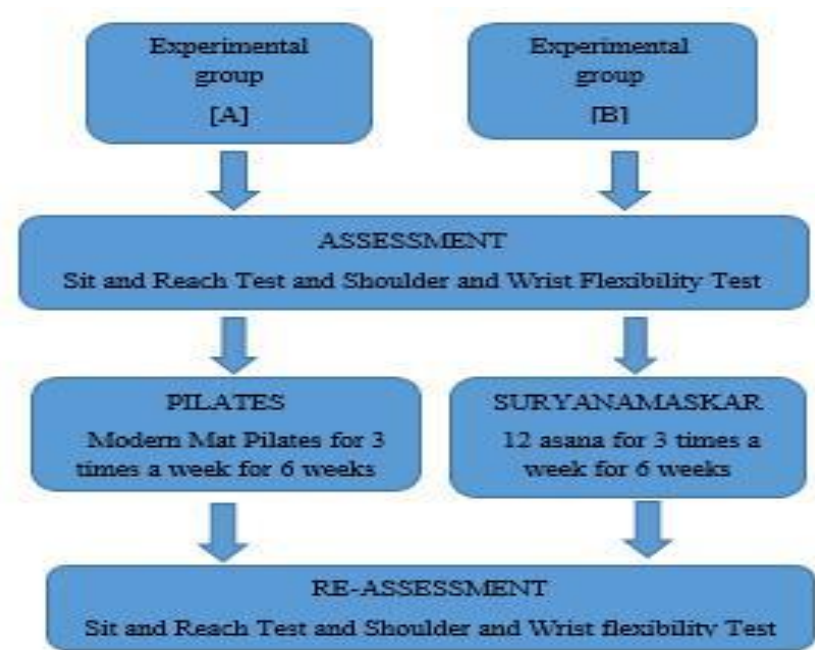 Experimental
group
[A]
Experimental
group
[B]
ASSESSMENT
Sit and Reach Test and Shoulder and Wrist Flexibility Test
PILATES
Modern Mat Pilates for 3
times a week for 6 weeks
SURYANAMASKAR
12 asana for 3 times a
week for 6 weeks
RE-ASSESSMENT
Sit and Reach Test and Shoulder and Wrist flexibility Test